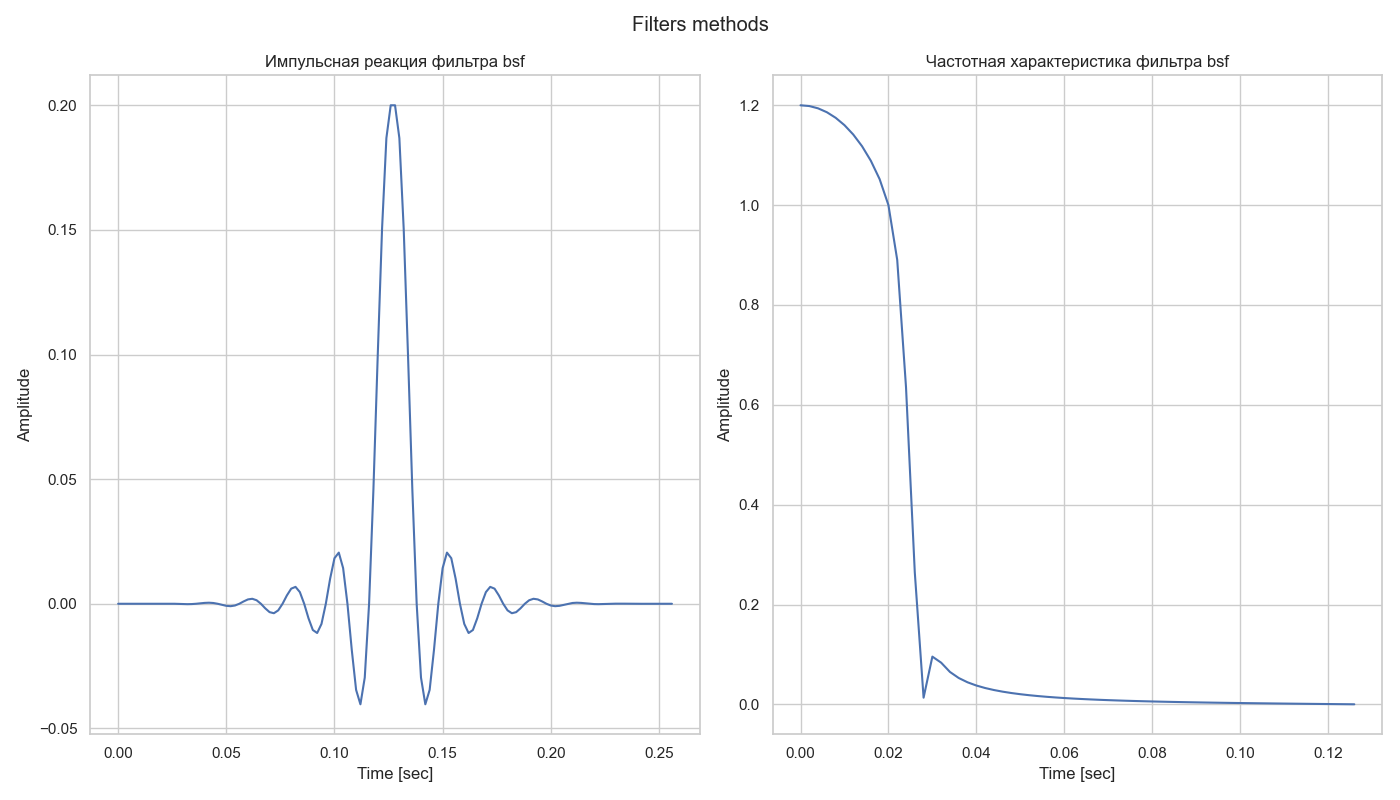 Filters methods
Импульсная реакция фильтра bsf
Amplitude
0.20
0.15
0.10
0.05
0.00
−0.05
0.00 0.05 0.10 0.15 0.20 0.25
Time [sec]
Частотная характеристика фильтра bsf
Amplitude
1.2
1.0
0.8
0.6
0.4
0.2
0.0
0.00 0.02 0.04 0.06 0.08 0.10 0.12
Time [sec]